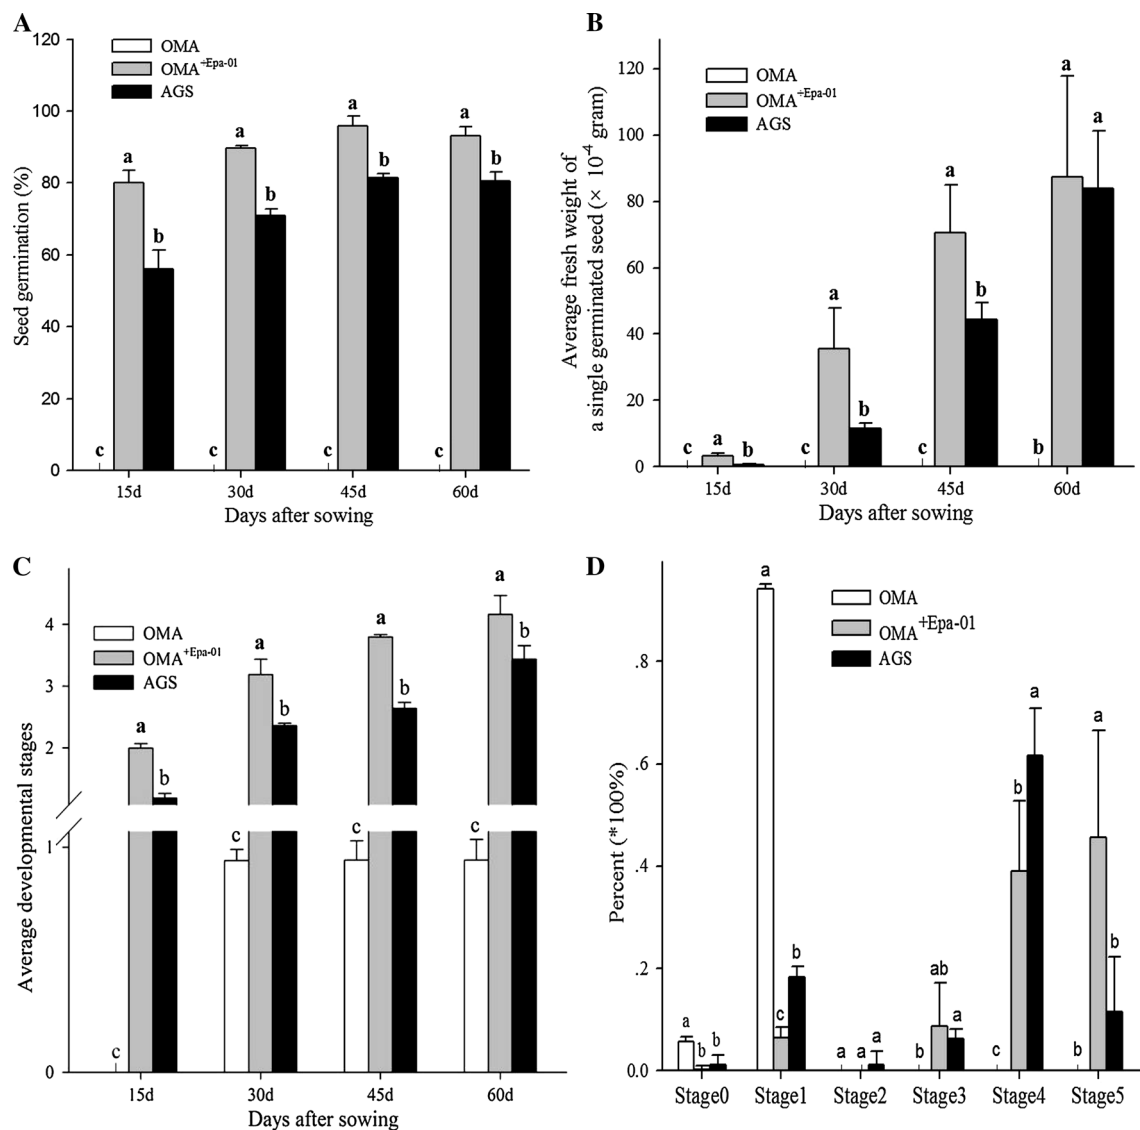 A
120
100
80
60
40
20
0
Seed germination (%)
OMA
OMA+Epa-01
AGS
c a b
c a b
c a b
c a b
15d 30d 45d 60d
Days after sowing
B
120
100
80
60
40
20
0
Average fresh weight of
a single germinated seed (× 10-4 gram)
OMA
OMA+Epa-01
AGS
c a b
c a b
c a b
b a a
15d 30d 45d 60d
Days after sowing
C
4
3
2
1
0
Average developmental stages
OMA
OMA+Epa-01
AGS
c a b
c a b
c a b
c a b
15d 30d 45d 60d
Days after sowing
D
.8
.6
.4
.2
0.0
Percent (*100%)
OMA
OMA+Epa-01
AGS
a b b
a c b
a a a
b ab a
c b a
b a b
Stage0 Stage1 Stage2 Stage3 Stage4 Stage5